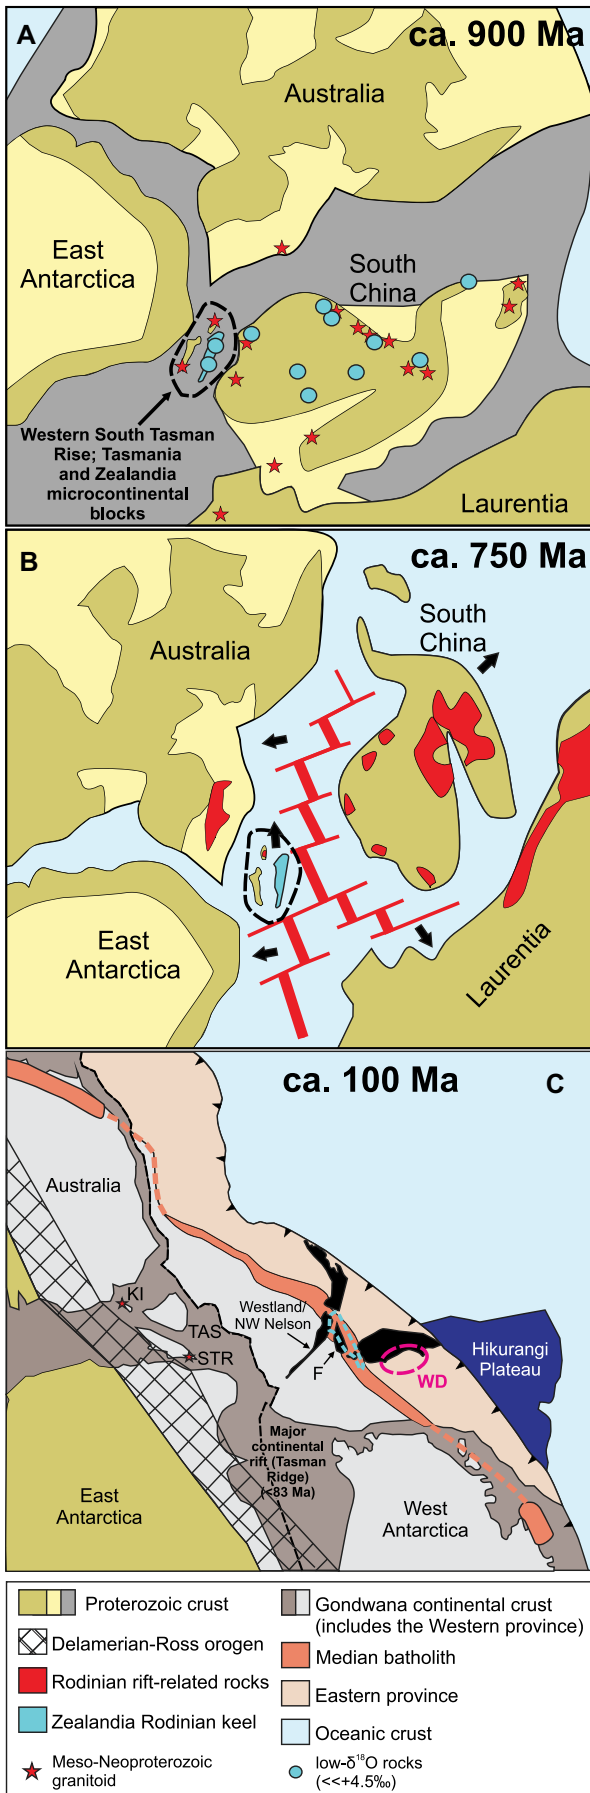 A
ca. 900 Ma
Australia
East
Antarctica
South
China
Western South Tasman
Rise; Tasmania
and Zealandia
microcontinental
blocks
Laurentia
B
ca. 750 Ma
South
China
Australia
East
Antarctica
Laurentia
ca. 100 Ma
C
Australia
KI
TAS
STR
Westland/
NW Nelson
F
WD
Hikurangi
Plateau
Major
continental
rift (Tasman
Ridge)
(<83 Ma)
East
Antarctica
West
Antarctica
Proterozoic crust
Delamerian-Ross orogen
Rodinian rift-related rocks
Zealandia Rodinian keel
Meso-Neoproterozoic
granitoid
Gondwana continental crust
(includes the Western province)
Median batholith
Eastern province
Oceanic crust
low-δ¹⁸O rocks
(<<+4.5‰)